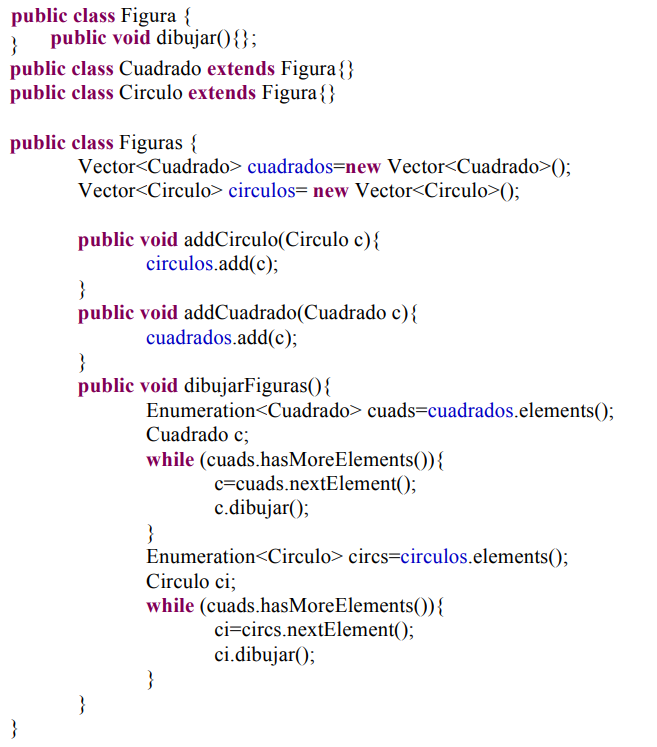 public class Figura {
public void dibujar(){};
}
public class Cuadrado extends Figura{}
public class Circulo extends Figura{}
public class Figuras {
Vector<Cuadrado> cuadrados=new Vector<Cuadrado>();
Vector<Circulo> circulos= new Vector<Circulo>();
public void addCirculo(Circulo c){
circulos.add(c);
}
public void addCuadrado(Cuadrado c){
cuadrados.add(c);
}
public void dibujarFiguras(){
Enumeration<Cuadrado> cuads=cuadrados.elements();
Cuadrado c;
while (cuads.hasMoreElements()){
c=cuads.nextElement();
c.dibujar();
}
Enumeration<Circulo> circs=circulos.elements();
Circulo ci;
while (cuads.hasMoreElements()){
ci=circs.nextElement();
ci.dibujar();
}
}
}